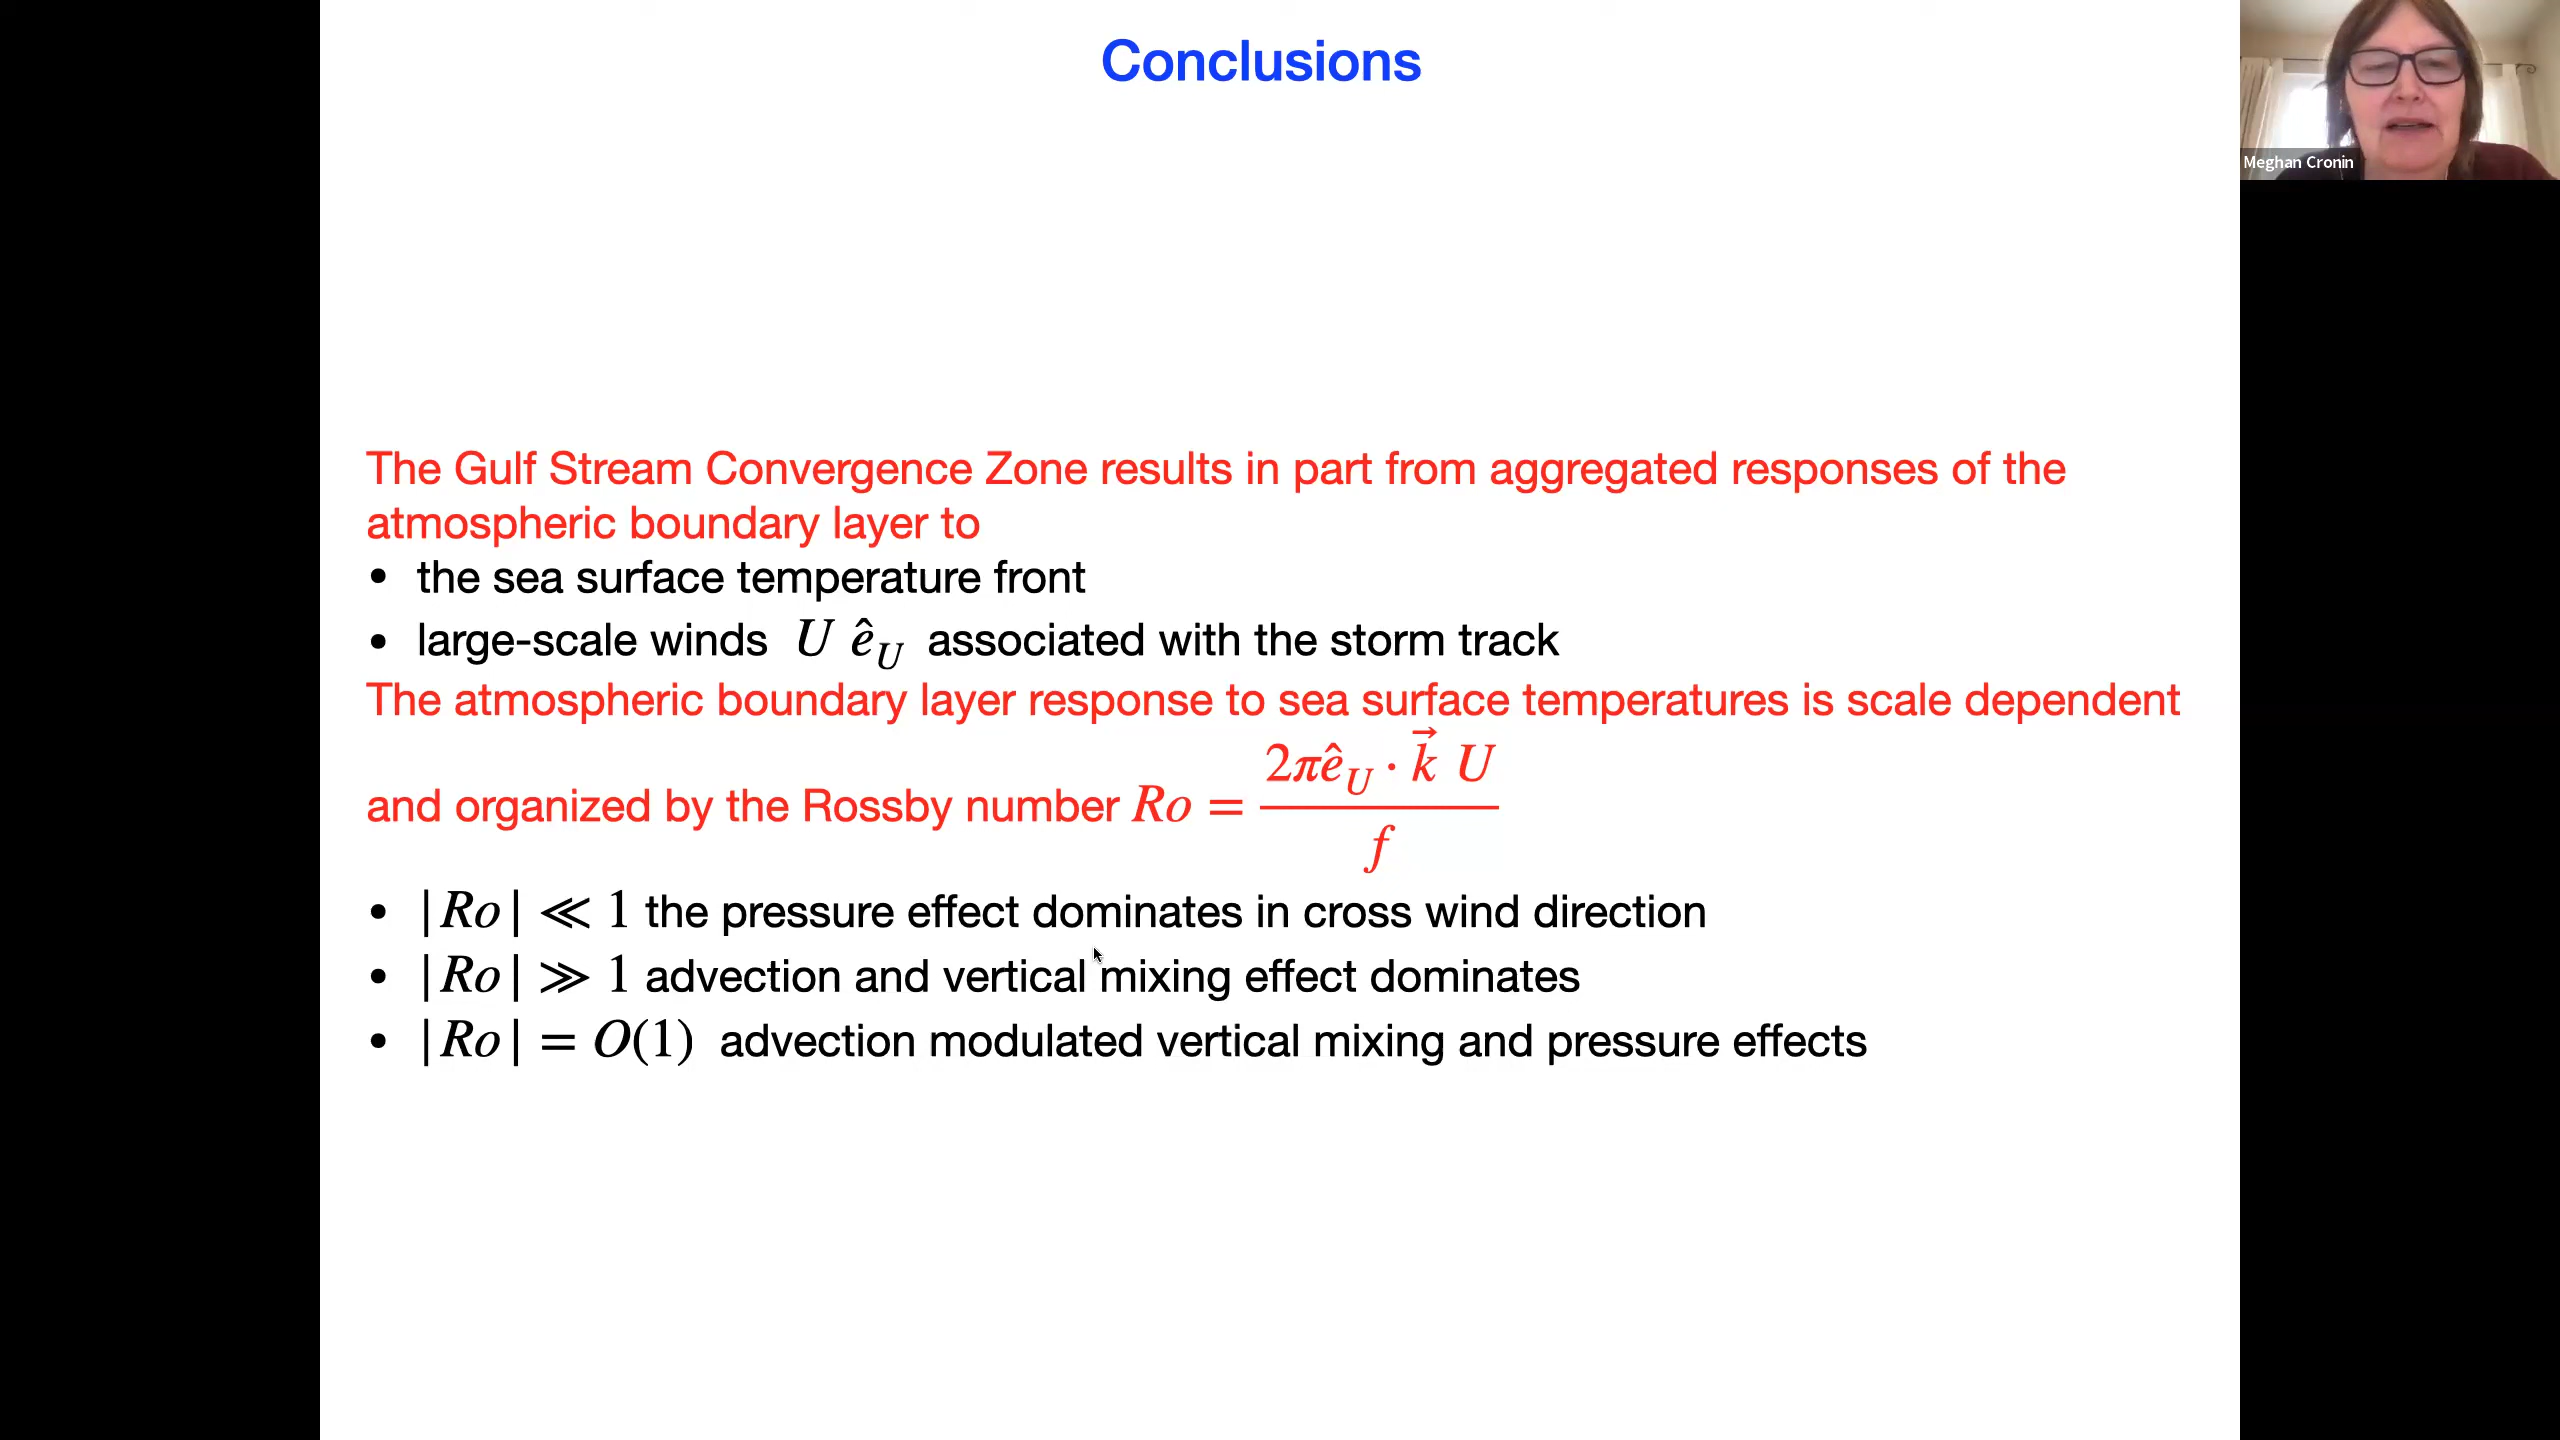 Conclusions
Meghan Cronin
The Gulf Stream Convergence Zone results in part from aggregated responses of the
atmospheric boundary layer to
• the sea surface temperature front
• large-scale winds U ê_U associated with the storm track
The atmospheric boundary layer response to sea surface temperatures is scale dependent
and organized by the Rossby number Ro = \frac{2πê_U · \vec{k} U}{f}
• |Ro| ≪ 1 the pressure effect dominates in cross wind direction
• |Ro| ≫ 1 advection and vertical mixing effect dominates
• |Ro| = O(1) advection modulated vertical mixing and pressure effects